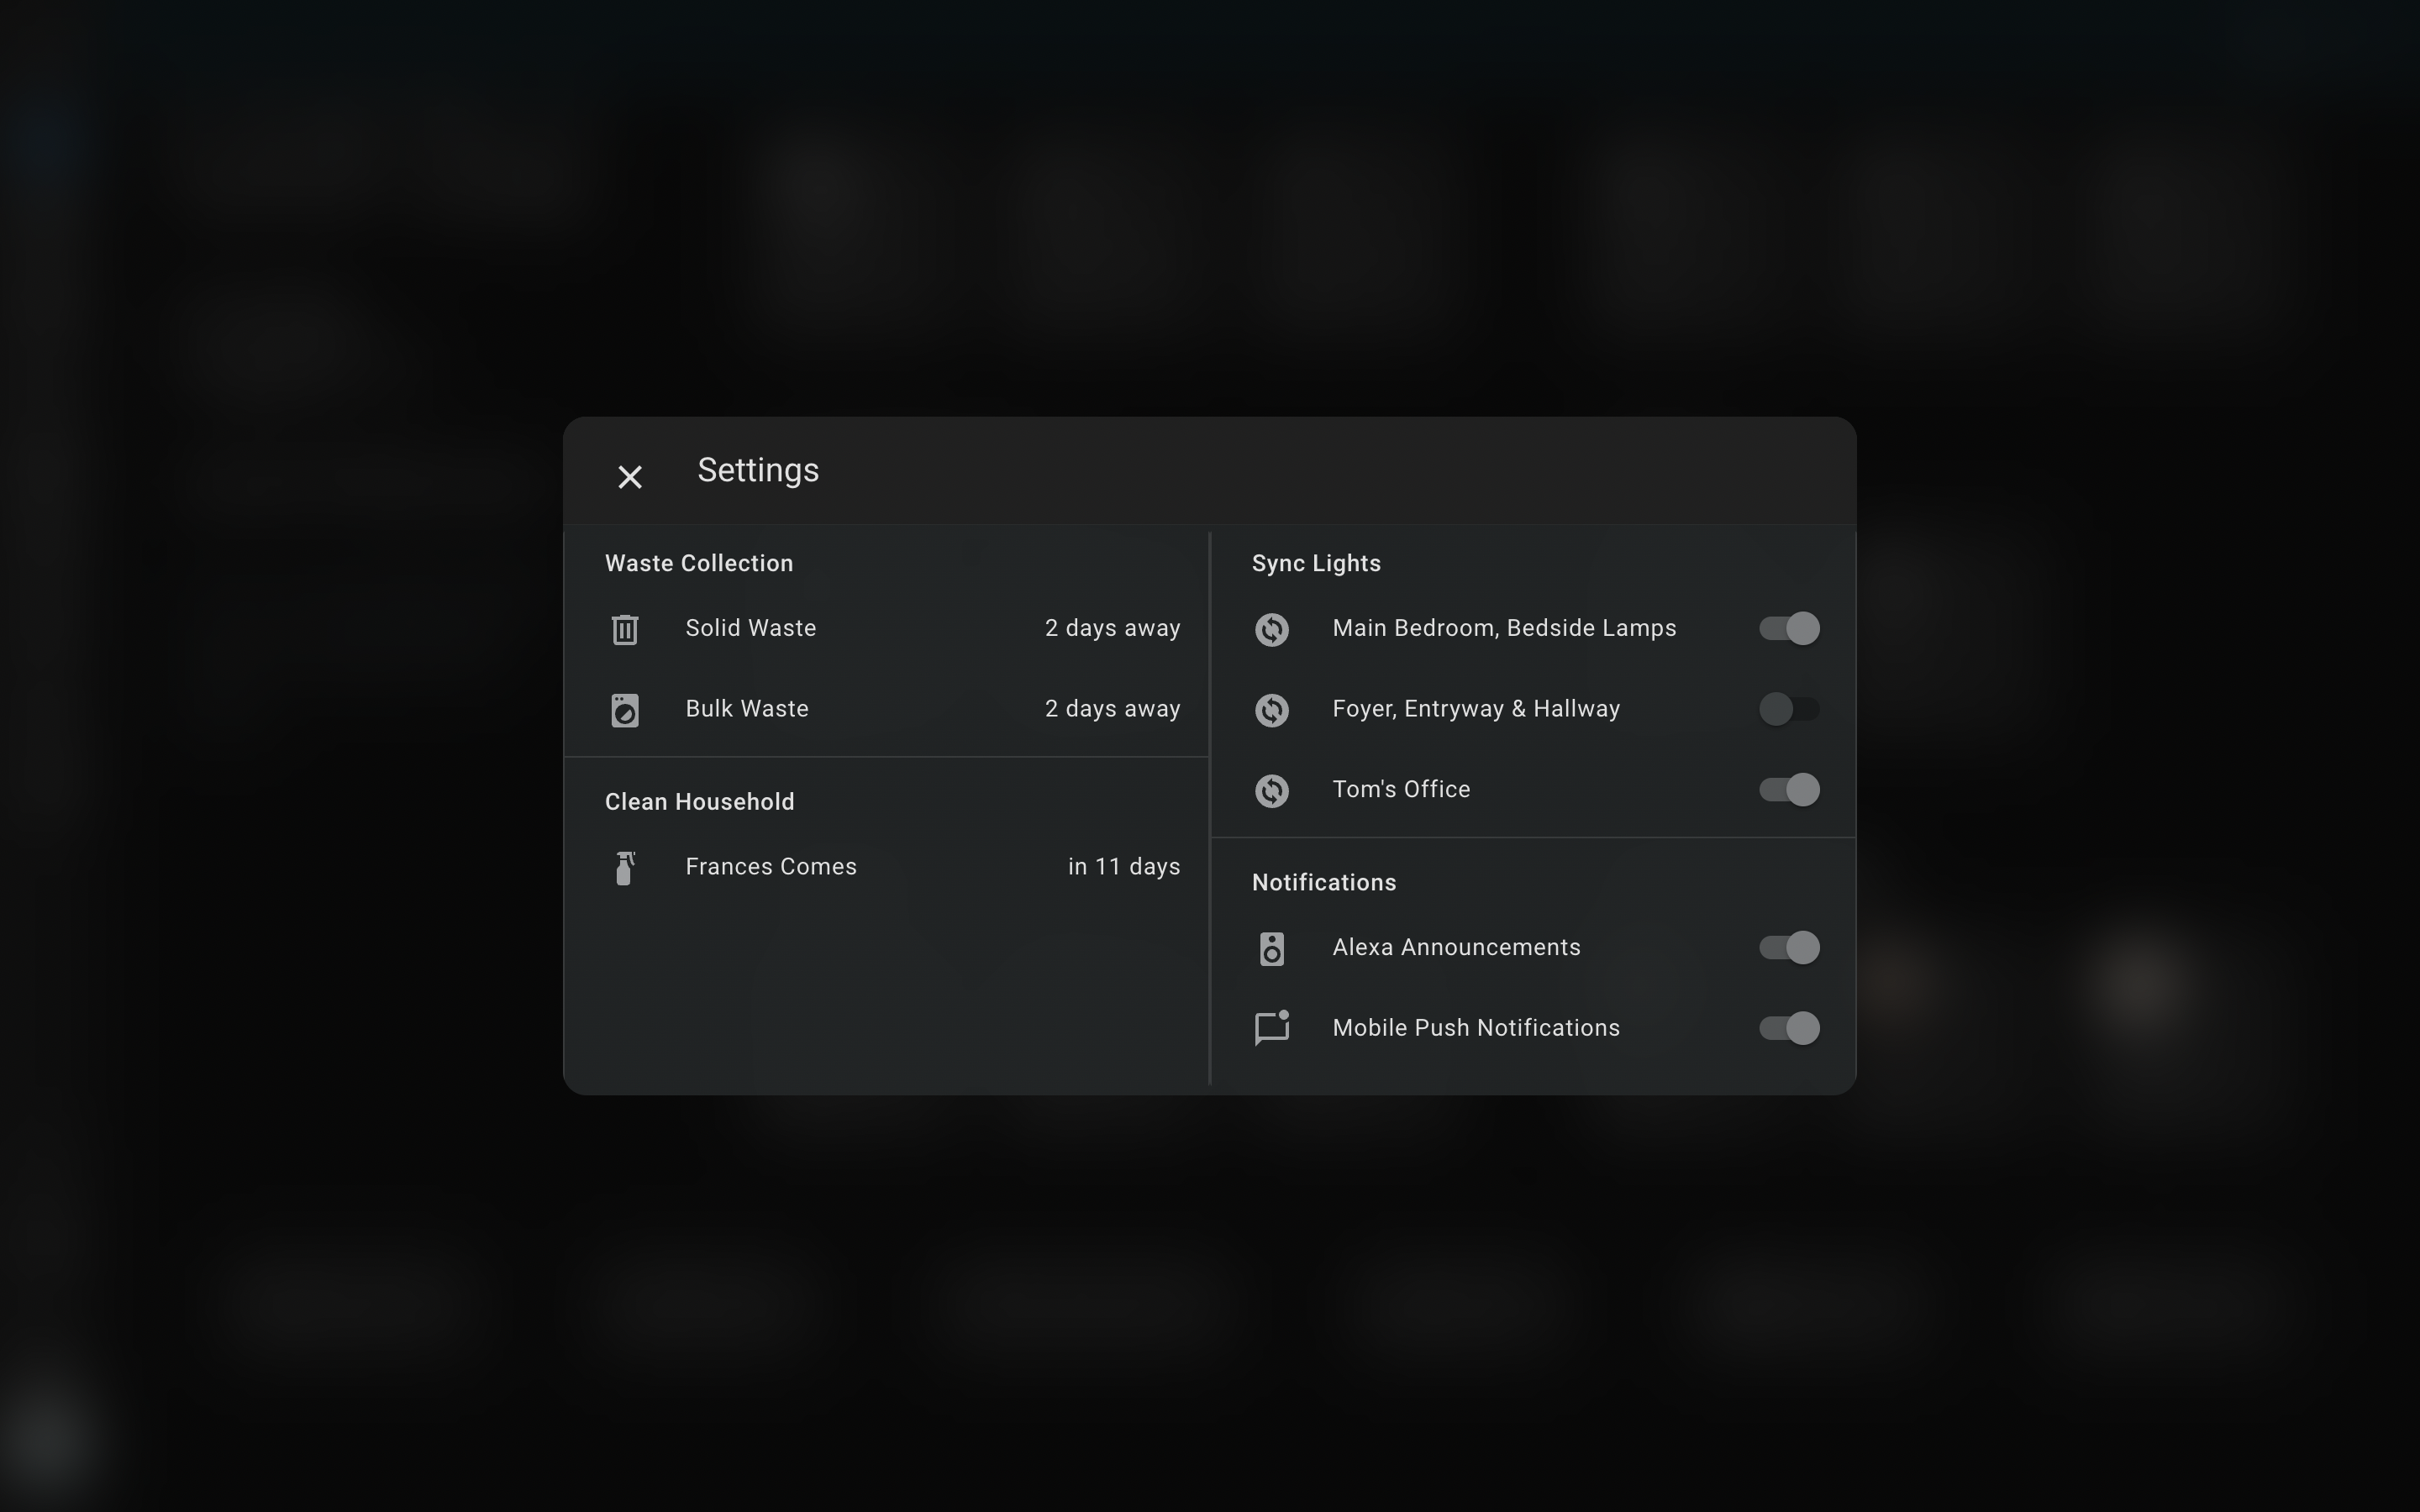 Settings
Waste Collection
Solid Waste 2 days away
Bulk Waste 2 days away
Clean Household
Frances Comes in 11 days
Sync Lights
Main Bedroom, Bedside Lamps
Foyer, Entryway & Hallway
Tom's Office
Notifications
Alexa Announcements
Mobile Push Notifications